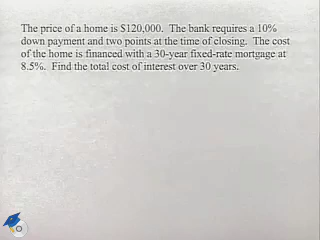 The price of a home is $120,000. The bank requires a 10%
down payment and two points at the time of closing. The cost
of the home is financed with a 30-year fixed-rate mortgage at
8.5%. Find the total cost of interest over 30 years.